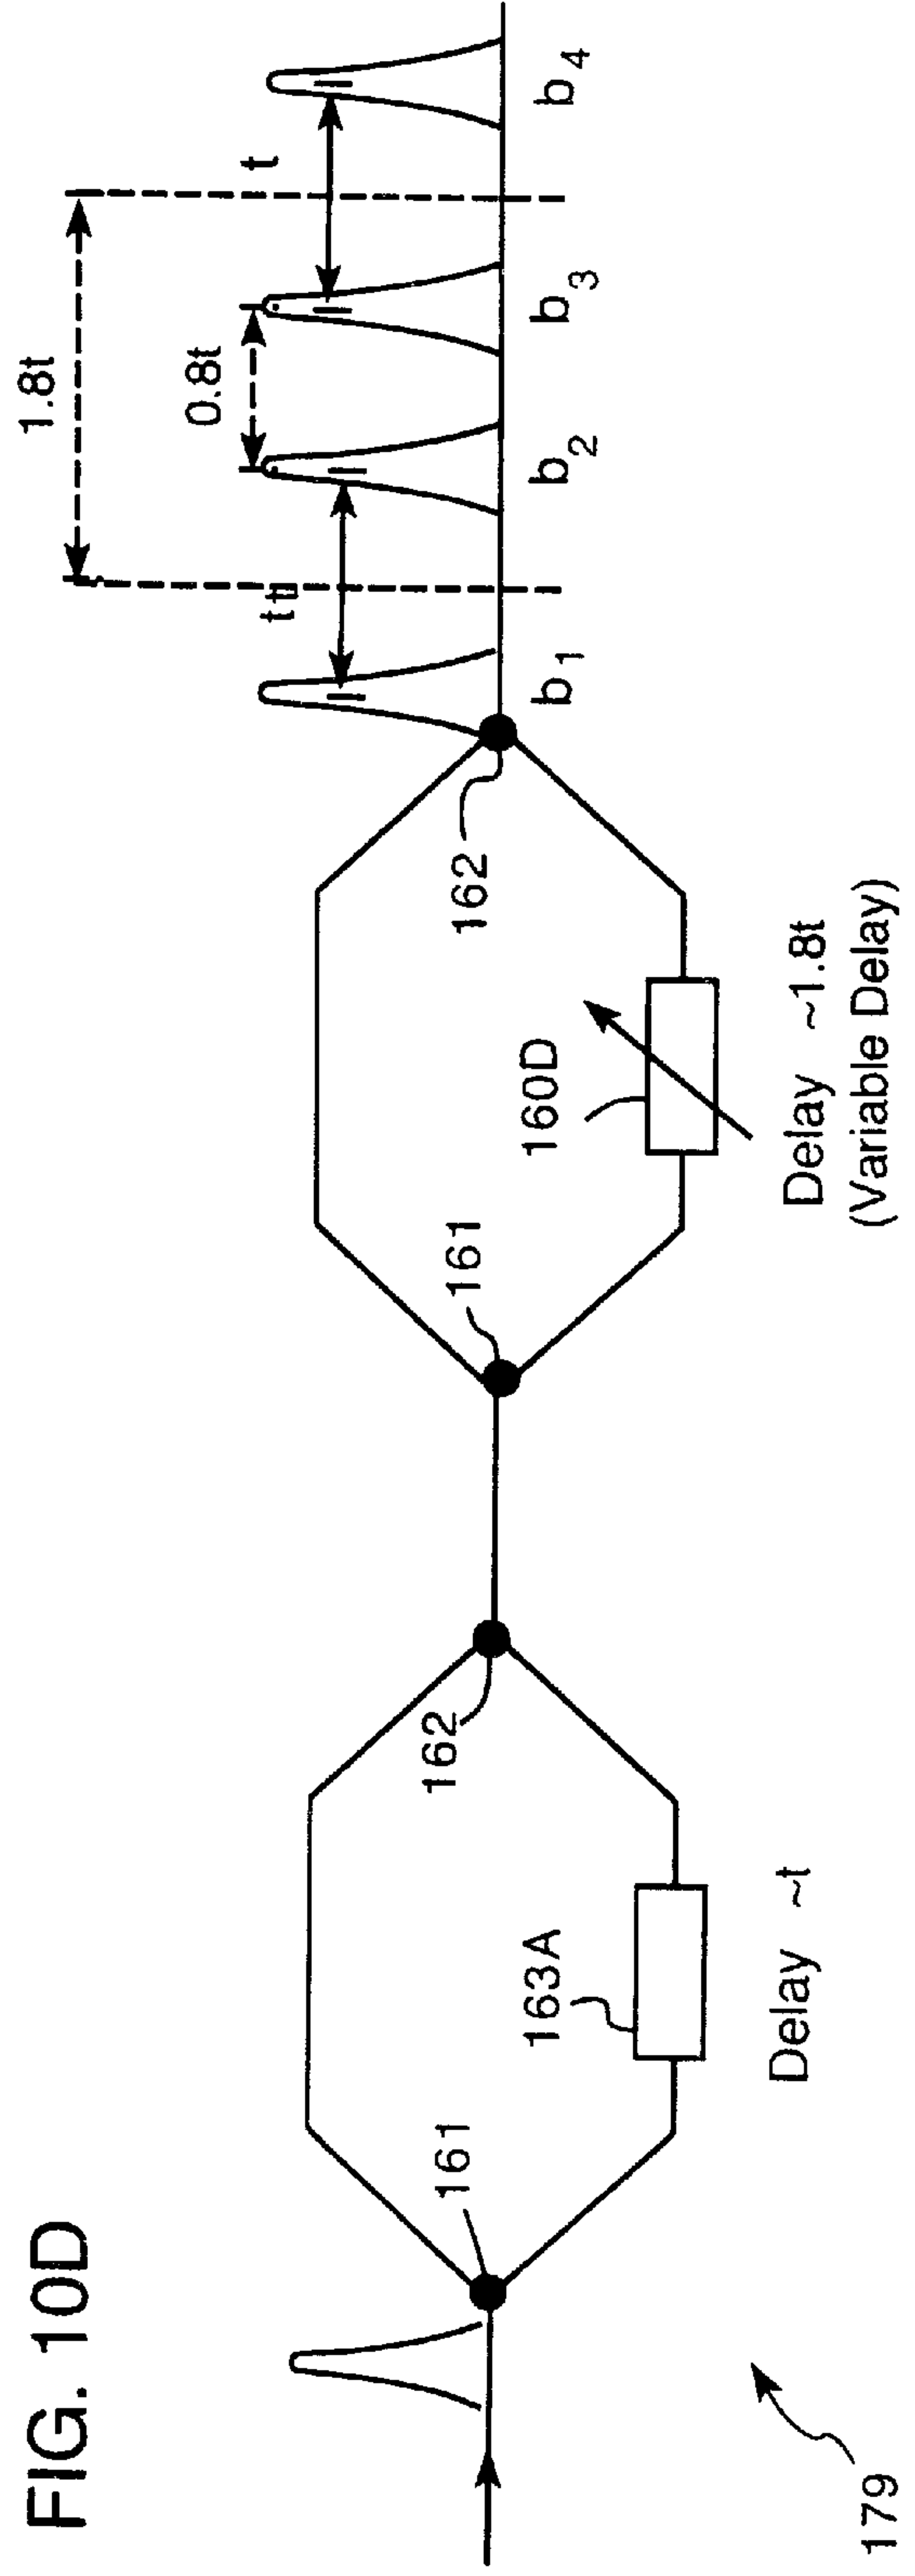 FIG. 10D
179
161
163A
Delay ~t
162
161
160D
Delay ~1.8t
(Variable Delay)
162
1.8t
0.8t
tt
t
b1
b2
b3
b4